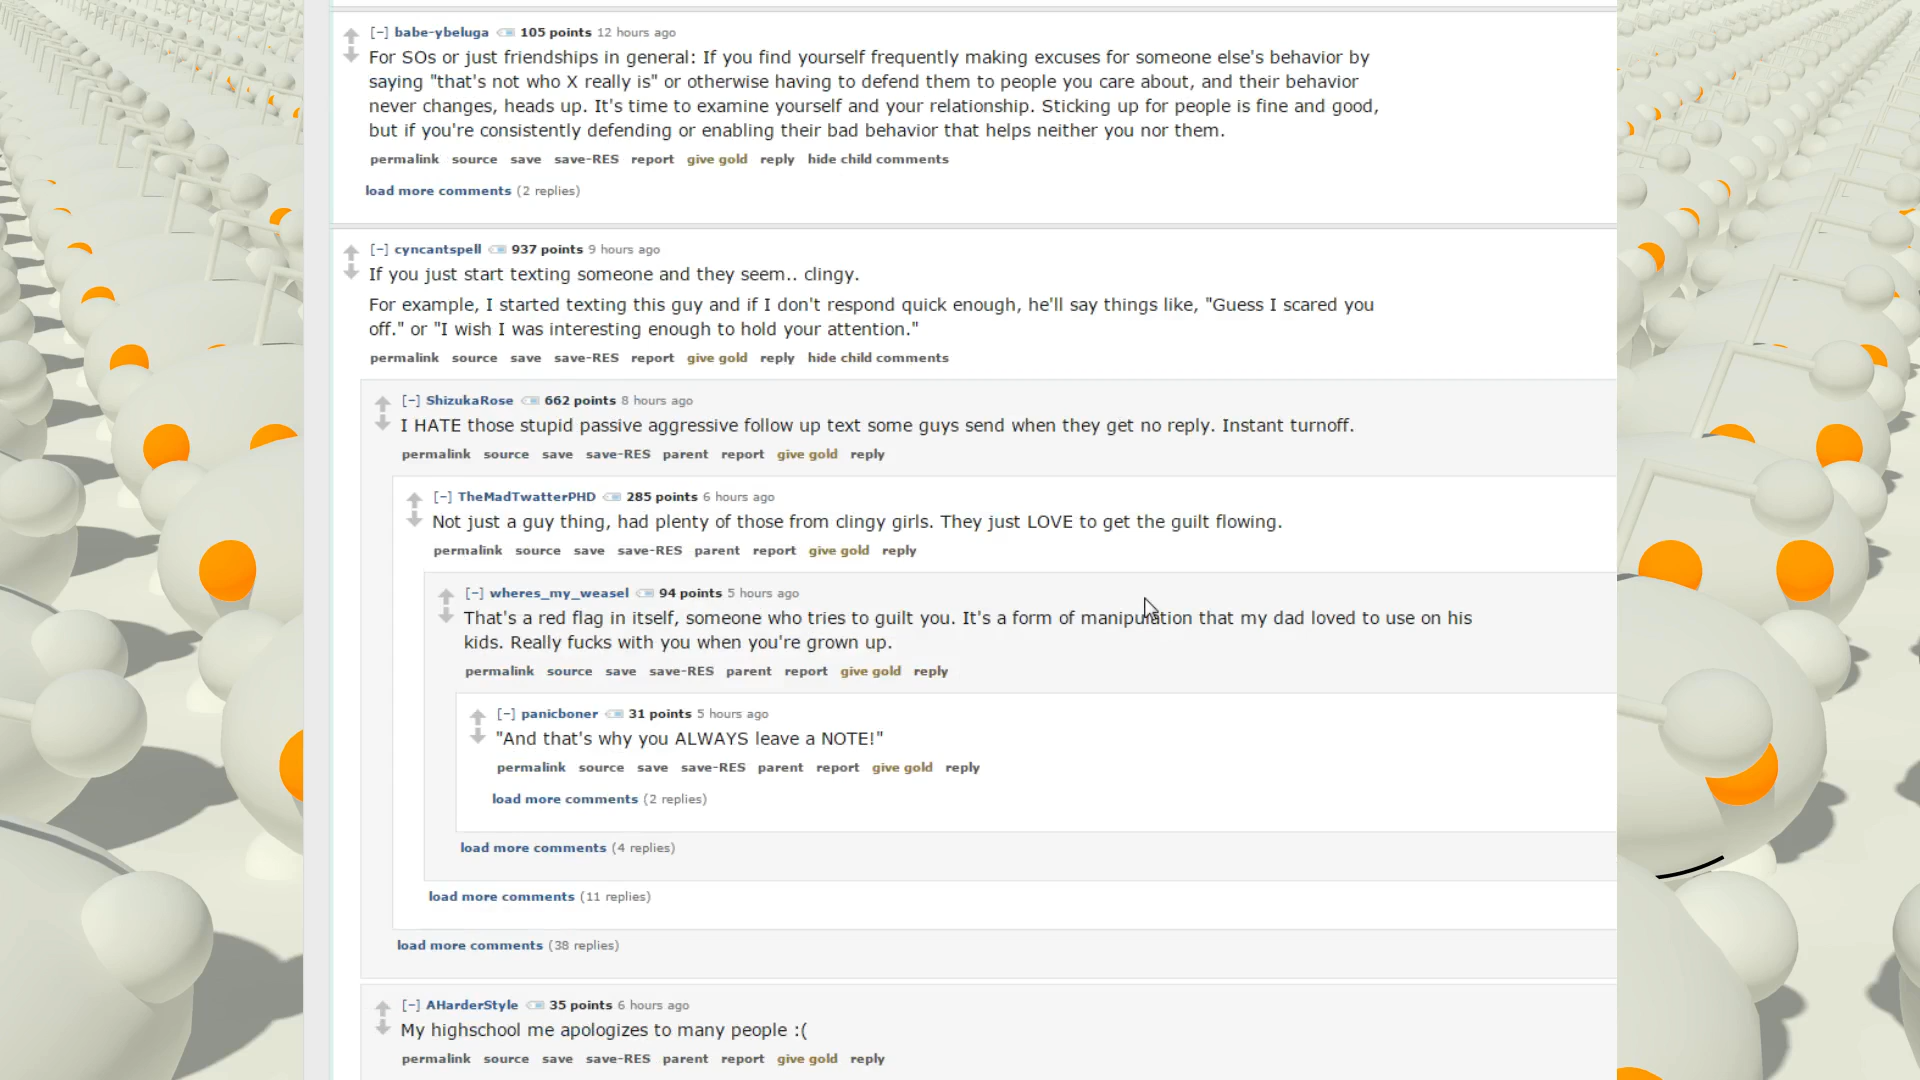 [-] babe-ybeluga 105 points 12 hours ago
For SOs or just friendships in general: If you find yourself frequently making excuses for someone else's behavior by
saying "that's not who X really is" or otherwise having to defend them to people you care about, and their behavior
never changes, heads up. It's time to examine yourself and your relationship. Sticking up for people is fine and good,
but if you're consistently defending or enabling their bad behavior that helps neither you nor them.
permalink source save save-RES report give gold reply hide child comments
load more comments (2 replies)
[-] cyncantspell 937 points 9 hours ago
If you just start texting someone and they seem.. clingy.
For example, I started texting this guy and if I don't respond quick enough, he'll say things like, "Guess I scared you
off." or "I wish I was interesting enough to hold your attention."
permalink source save save-RES report give gold reply hide child comments
[-] ShizukaRose 662 points 8 hours ago
I HATE those stupid passive aggressive follow up text some guys send when they get no reply. Instant turnoff.
permalink source save save-RES parent report give gold reply
[-] TheMadTwatterPHD 285 points 6 hours ago
Not just a guy thing, had plenty of those from clingy girls. They just LOVE to get the guilt flowing.
permalink source save save-RES parent report give gold reply
[-] wheres_my_weasel 94 points 5 hours ago
That's a red flag in itself, someone who tries to guilt you. It's a form of manipulation that my dad loved to use on his
kids. Really fucks with you when you're grown up.
permalink source save save-RES parent report give gold reply
[-] panicboner 31 points 5 hours ago
"And that's why you ALWAYS leave a NOTE!"
permalink source save save-RES parent report give gold reply
load more comments (2 replies)
load more comments (4 replies)
load more comments (11 replies)
load more comments (38 replies)
[-] AHarderStyle 35 points 6 hours ago
My highschool me apologizes to many people :(
permalink source save save-RES parent report give gold reply